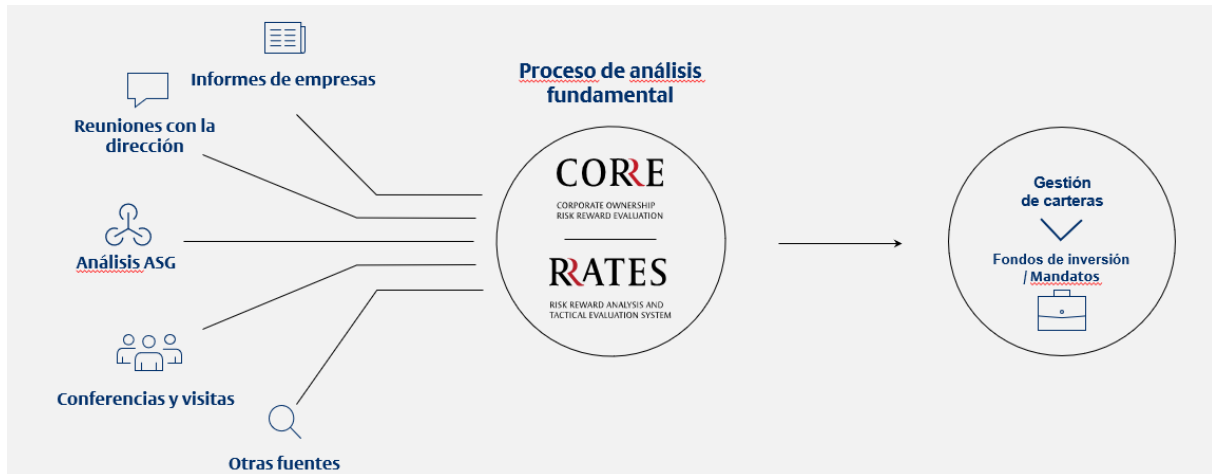 Informes de empresas
Reuniones con la
dirección
Análisis ASG
Conferencias y visitas
Otras fuentes
Proceso de análisis
fundamental
CORRE
CORPORATE OWNERSHIP
RISK REWARD EVALUATION
RRATES
RISK REWARD ANALYSIS AND
TACTICAL EVALUATION SYSTEM
Gestión
de carteras
Fondos de inversión
/ Mandatos